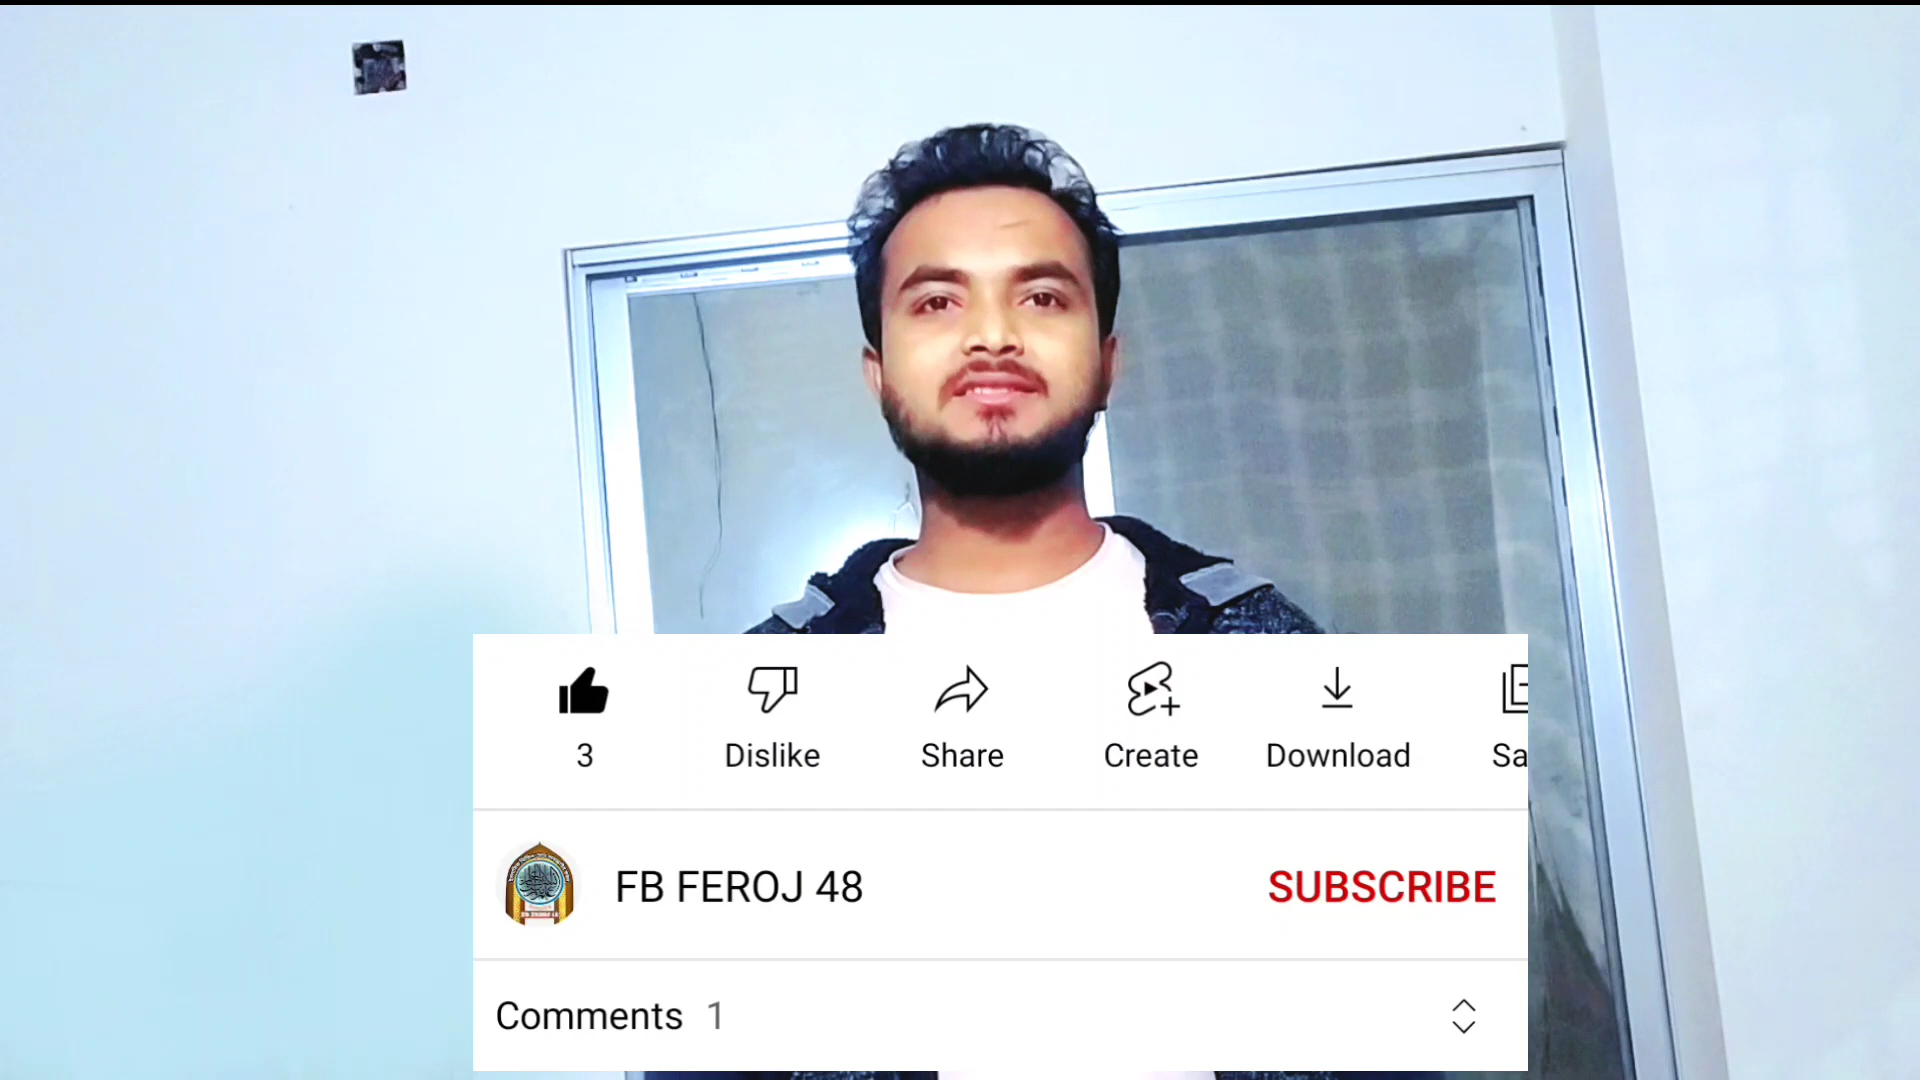 3
Dislike
Share
Create
Download
Sa
FB FEROJ 48
SUBSCRIBE
Comments 1